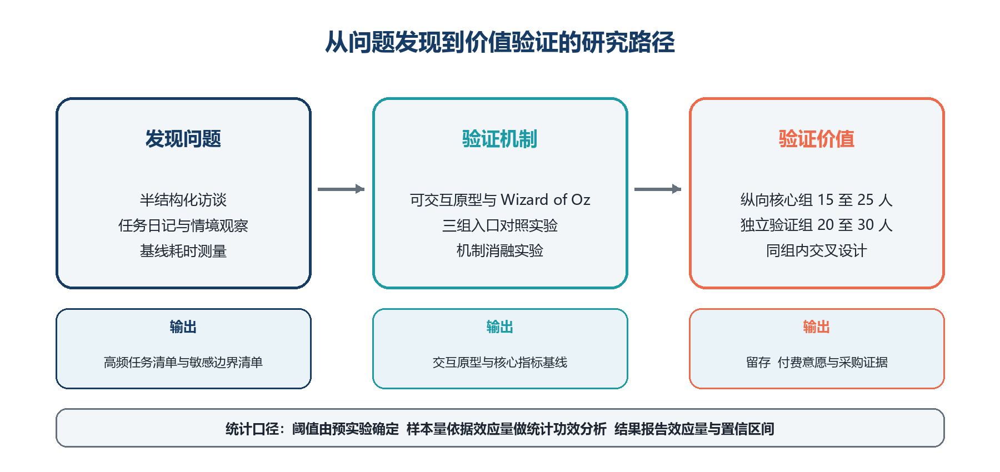 从问题发现到价值验证的研究路径
发现问题
半结构化访谈
任务日记与情境观察
基线耗时测量
验证机制
可交互原型与 Wizard of Oz
三组入口对照实验
机制消融实验
验证价值
纵向核心组 15 至 25 人
独立验证组 20 至 30 人
同组内交叉设计
输出
高频任务清单与敏感边界清单
输出
交互原型与核心指标基线
输出
留存 付费意愿与采购证据
统计口径：阈值由预实验确定 样本量依据效应量做统计功效分析 结果报告效应量与置信区间